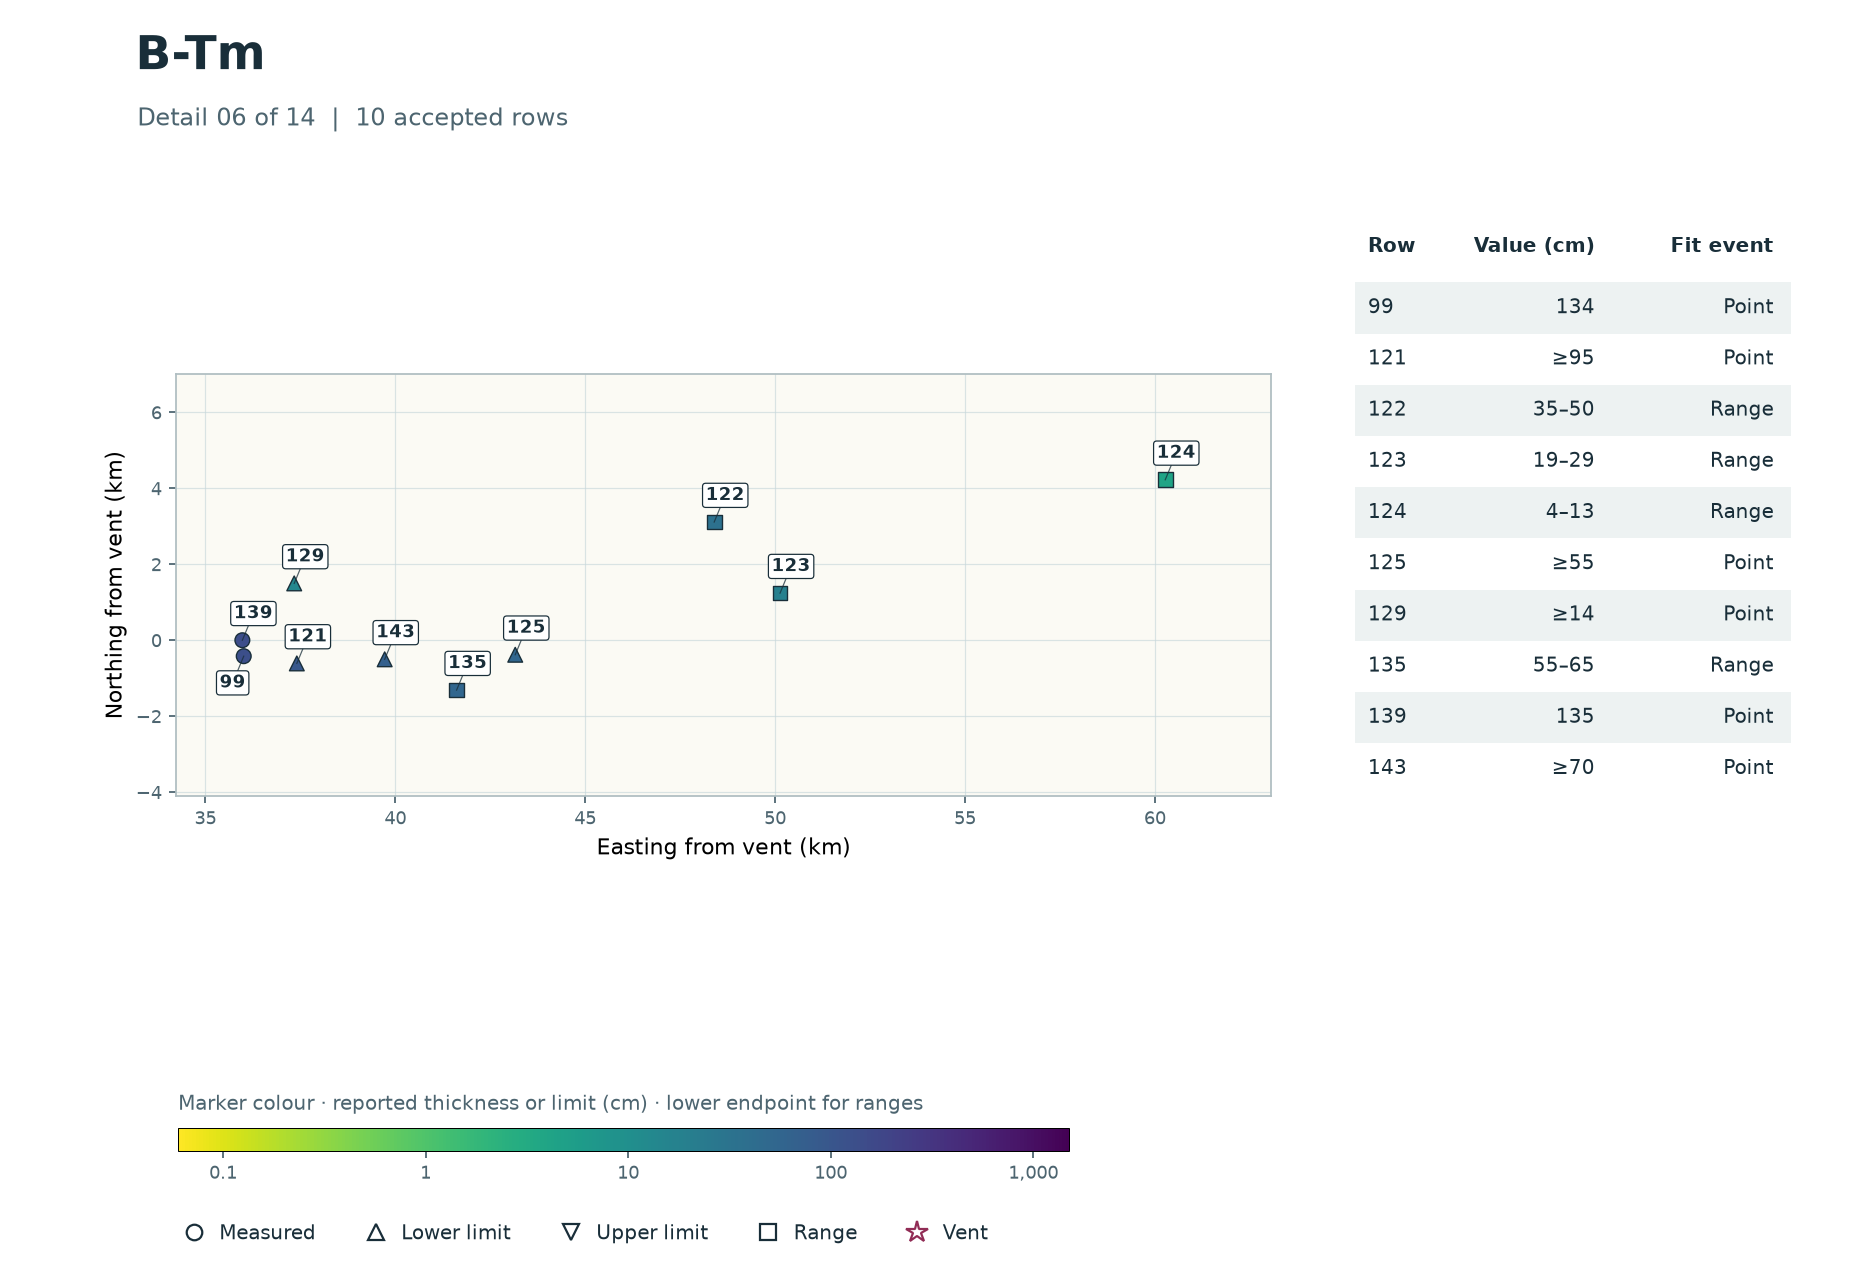 B-Tm
Detail 06 of 14 | 10 accepted rows
Row Value (cm) Fit event
99 134 Point
121 ≥95 Point
122 35–50 Range
123 19–29 Range
124 4–13 Range
125 ≥55 Point
129 ≥14 Point
135 55–65 Range
139 135 Point
143 ≥70 Point
Northing from vent (km)
6
4
2
0
−2
−4
124
122
123
129
139
121
143
125
135
99
35 40 45 50 55 60
Easting from vent (km)
Marker colour · reported thickness or limit (cm) · lower endpoint for ranges
0.1 1 10 100 1,000
Measured Lower limit Upper limit Range Vent